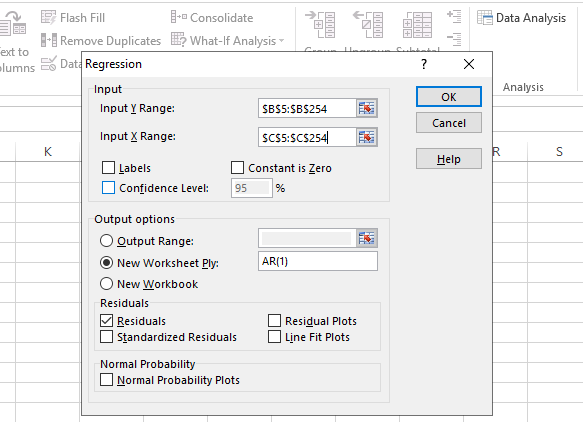 Flash Fill
Consolidate
Data Analysis
ext to
Remove Duplicates
What-If Analysis
lumns
Data
Group Ungroup Subtotal
Analysis
Regression
?
Input
Input Y Range:
$B$5:$B$254
OK
Input X Range:
$C$5:$C$254
Cancel
Help
Labels
Constant is Zero
Confidence Level:
95
%
K
R
S
Output options
Output Range:
New Worksheet Ply:
AR(1)
New Workbook
Residuals
Residuals
Residual Plots
Standardized Residuals
Line Fit Plots
Normal Probability
Normal Probability Plots